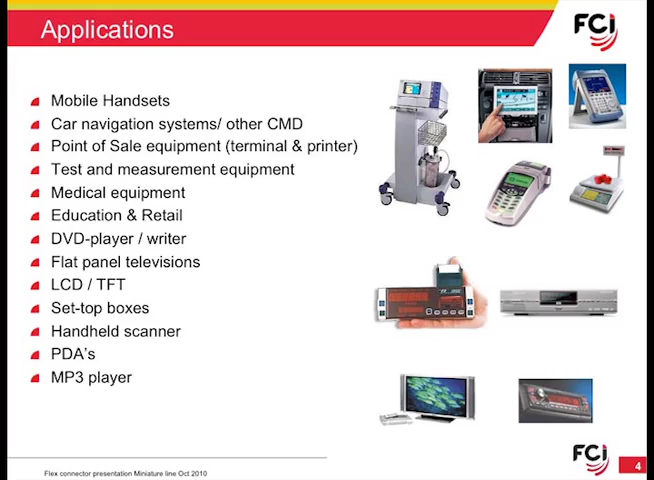 Applications
FCi
Mobile Handsets
Car navigation systems/ other CMD
Point of Sale equipment (terminal & printer)
Test and measurement equipment
Medical equipment
Education & Retail
DVD-player / writer
Flat panel televisions
LCD / TFT
Set-top boxes
Handheld scanner
PDA's
MP3 player
Flex connector presentation Miniature line Oct 2010
FCi
4